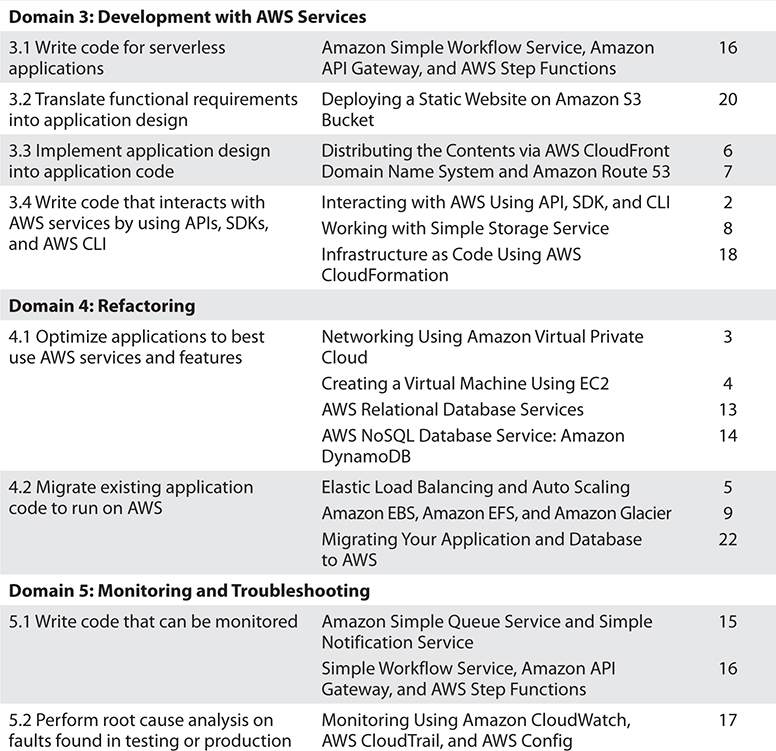 Domain 3: Development with AWS Services
3.1 Write code for serverless applications
Amazon Simple Workflow Service, Amazon API Gateway, and AWS Step Functions
16
3.2 Translate functional requirements into application design
Deploying a Static Website on Amazon S3 Bucket
20
3.3 Implement application design into application code
Distributing the Contents via AWS CloudFront
6
Domain Name System and Amazon Route 53
7
3.4 Write code that interacts with AWS services by using APIs, SDKs, and AWS CLI
Interacting with AWS Using API, SDK, and CLI
2
Working with Simple Storage Service
8
Infrastructure as Code Using AWS CloudFormation
18
Domain 4: Refactoring
4.1 Optimize applications to best use AWS services and features
Networking Using Amazon Virtual Private Cloud
3
Creating a Virtual Machine Using EC2
4
AWS Relational Database Services
13
AWS NoSQL Database Service: Amazon DynamoDB
14
4.2 Migrate existing application code to run on AWS
Elastic Load Balancing and Auto Scaling
5
Amazon EBS, Amazon EFS, and Amazon Glacier
9
Migrating Your Application and Database to AWS
22
Domain 5: Monitoring and Troubleshooting
5.1 Write code that can be monitored
Amazon Simple Queue Service and Simple Notification Service
15
Simple Workflow Service, Amazon API Gateway, and AWS Step Functions
16
5.2 Perform root cause analysis on faults found in testing or production
Monitoring Using Amazon CloudWatch, AWS CloudTrail, and AWS Config
17